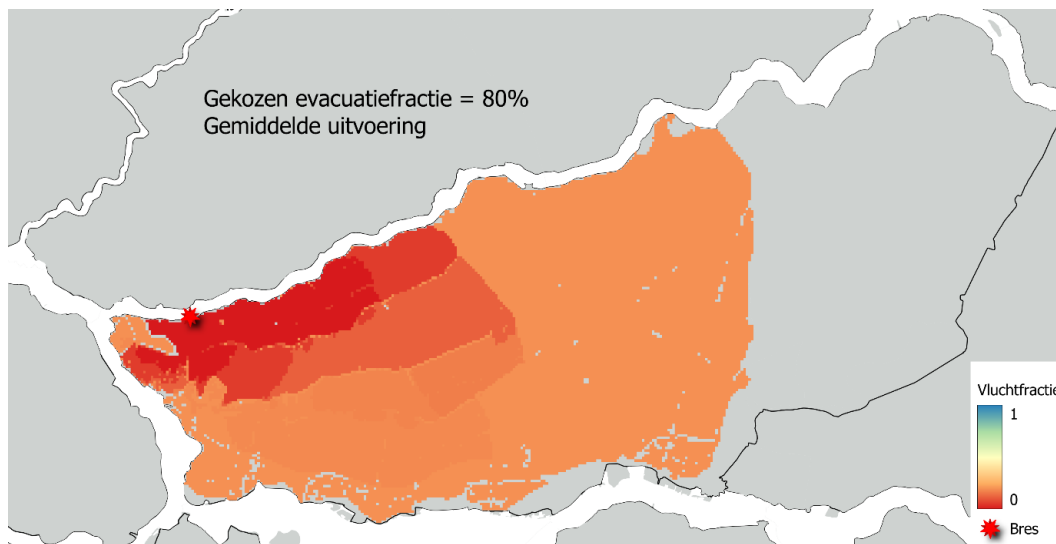 Gekozen evacuatiefractie = 80%
Gemiddelde uitvoering
Vluchtfractie
1
0
Bres